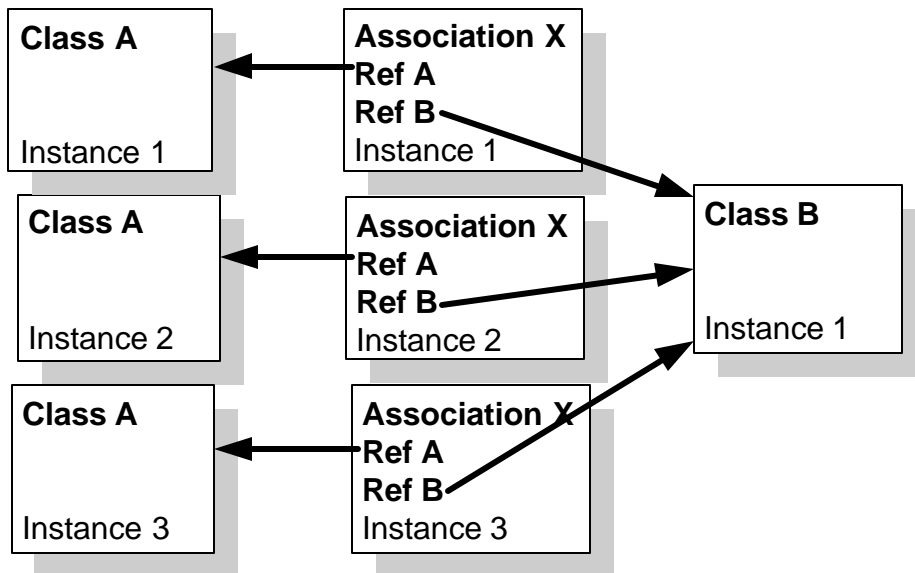 Class A
Instance 1
Association X
Ref A
Ref B
Instance 1
Class A
Instance 2
Association X
Ref A
Ref B
Instance 2
Class B
Instance 1
Class A
Instance 3
Association X
Ref A
Ref B
Instance 3